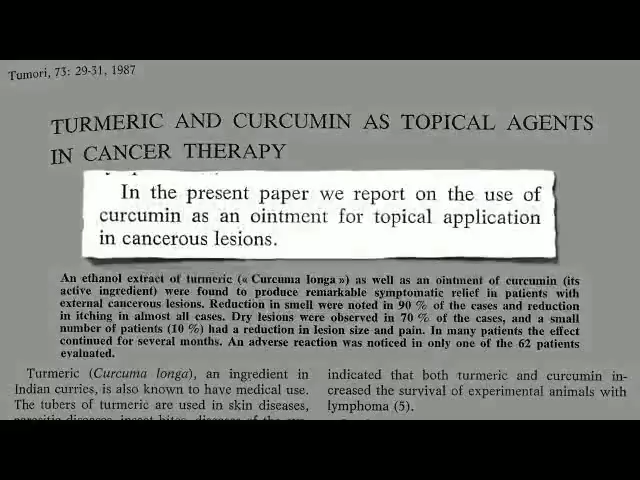 Tumori, 73: 29-31, 1987
TURMERIC AND CURCUMIN AS TOPICAL AGENTS
IN CANCER THERAPY
In the present paper we report on the use of
curcumin as an ointment for topical application
in cancerous lesions.
An ethanol extract of turmeric (« Curcuma longa ») as well as an ointment of curcumin (its
active ingredient) were found to produce remarkable symptomatic relief in patients with
external cancerous lesions. Reduction in smell were noted in 90 % of the cases and reduction
in itching in almost all cases. Dry lesions were observed in 70 % of the cases, and a small
number of patients (10 %) had a reduction in lesion size and pain. In many patients the effect
continued for several months. An adverse reaction was noticed in only one of the 62 patients
evaluated.
Turmeric (Curcuma longa), an ingredient in
Indian curries, is also known to have medical use.
The tubers of turmeric are used in skin diseases,
parasitic diseases, insect bites, diseases of the
indicated that both turmeric and curcumin in-
creased the survival of experimental animals with
lymphoma (5).